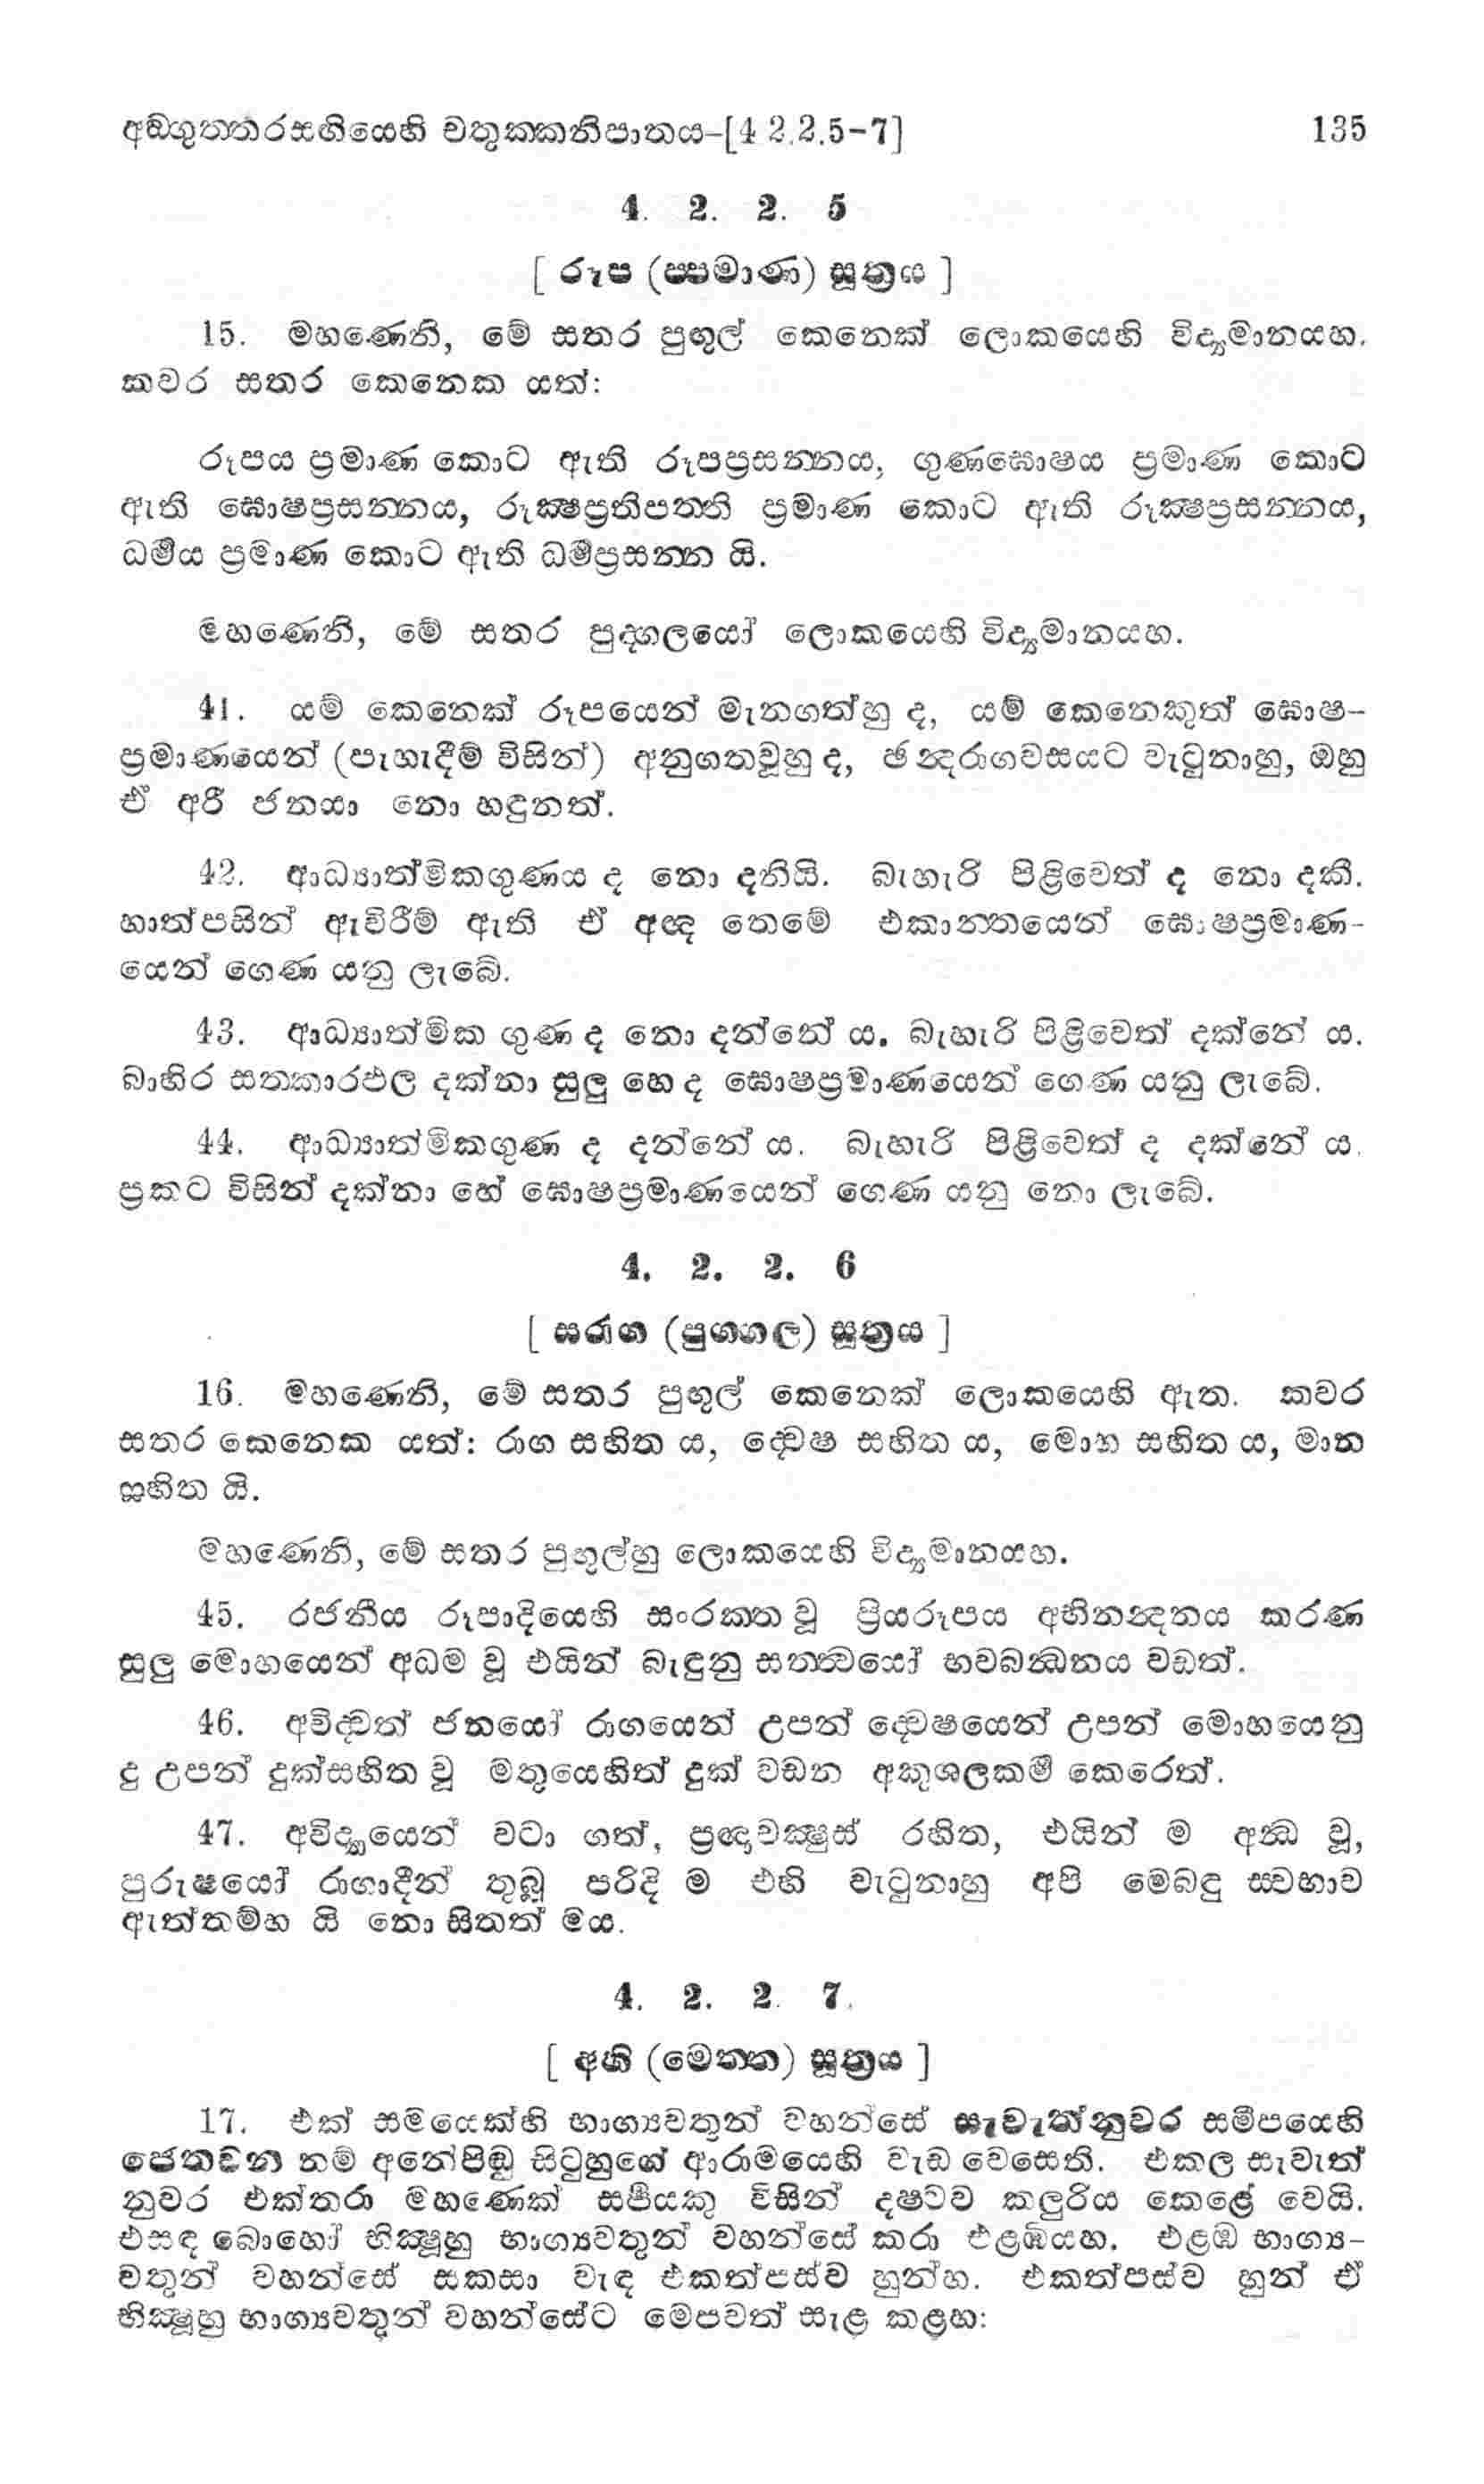 අඞ්ගුත්තරසඟියෙහි චතුක්කනිපාතය-[4 2.2.5-7] 135
4. 2. 2. 5
[ රූප (ප්පමාණ) සූත්‍රය ]
15. මහණෙනි, මේ සතර පුඟුල් කෙනෙක් ලොකයෙහි විද්‍යමානයහ.
කවර සතර කෙනෙක යත්:
රූපය ප්‍රමාණ කොට ඇති රූපප්‍රසන්නය, ගුණඝොෂය ප්‍රමාණ කොට
ඇති ඝොෂප්‍රසන්නය, රූක්‍ෂප්‍රතිපත්ති ප්‍රමාණ කොට ඇති රූක්‍ෂප්‍රසන්නය,
ධර්‍මය ප්‍රමාණ කොට ඇති ධර්‍මප්‍රසන්න යි.
මහණෙනි, මේ සතර පුද්ගලයෝ ලොකයෙහි විද්‍යමානයහ.
41. යම් කෙනෙක් රූපයෙන් මැනගත්හු ද, යම් කෙනෙකුත් ඝොෂ-
ප්‍රමාණයෙන් (පැහැදීම් විසින්) අනුගතවූහු ද, ඡන්දරාගවසයට වැටුනාහු, ඔහු
ඒ අරී ජනයා නො හඳුනත්.
42. ආධ්‍යාත්මිකගුණය ද නො දනියි. බැහැරි පිළිවෙත් ද නො දකී.
හාත්පසින් ඇවිරීම් ඇති ඒ අඥ තෙමේ එකාන්තයෙන් ඝොෂප්‍රමාණ-
යෙන් ගෙණ යනු ලැබේ.
43. ආධ්‍යාත්මික ගුණ ද නො දන්නේ ය. බැහැරි පිළිවෙත් දක්නේ ය.
බාහිර සත්කාරඵල දක්නා සුලු හෙ ද ඝොෂප්‍රමාණයෙන් ගෙණ යනු ලැබේ.
44. ආධ්‍යාත්මිකගුණ ද දන්නේ ය. බැහැරි පිළිවෙත් ද දක්නේ ය.
ප්‍රකට විසින් දක්නා හේ ඝොෂප්‍රමාණයෙන් ගෙණ යනු නො ලැබේ.
4. 2. 2. 6
[ සරාග (පුග්ගල) සූත්‍රය ]
16. මහණෙනි, මේ සතර පුඟුල් කෙනෙක් ලොකයෙහි ඇත. කවර
සතර කෙනෙක යත්: රාග සහිත ය, ද්වෙෂ සහිත ය, මොහ සහිත ය, මාන
සහිත යි.
මහණෙනි, මේ සතර පුඟුල්හු ලොකයෙහි විද්‍යමානයහ.
45. රජනීය රූපාදියෙහි සංරක්ත වූ ප්‍රියරූපය අභිනන්දනය කරණ
සුලු මොහයෙන් අධම වූ එයින් බැඳුනු සත්ත්වයෝ භවබන්ධනය වඩත්.
46. අවිද්වත් ජනයෝ රාගයෙන් උපන් ද්වෙෂයෙන් උපන් මොහයෙනු
දු උපන් දුක්සහිත වූ මතුයෙහිත් දුක් වඩන අකුශලකර්‍ම කෙරෙත්.
47. අවිද්‍යායෙන් වටා ගත්, ප්‍රඥාචක්‍ෂුස් රහිත, එයින් ම අන්ධ වූ,
පුරුෂයෝ රාගාදීන් තුබූ පරිදි ම එහි වැටුනාහු අපි මෙබඳු ස්වභාව
ඇත්තම්හ යි නො සිතත් මය.
4. 2. 2. 7.
[ අහි (මෙත්ත) සූත්‍රය ]
17. එක් සමයෙක්හි භාග්‍යවතුන් වහන්සේ සැවැත්නුවර සමීපයෙහි
ජෙතවන නම් අනේපිඬු සිටුහුගේ ආරාමයෙහි වැඩ වෙසෙති. එකල සැවැත්
නුවර එක්තරා මහණෙක් සර්‍පයකු විසින් දෂ්ටව කලුරිය කෙළේ වෙයි.
එසඳ බොහෝ භික්‍ෂූහු භාග්‍යවතුන් වහන්සේ කරා එළඹියහ. එළඹ භාග්‍ය-
වතුන් වහන්සේ සකසා වැඳ එකත්පස්ව හුන්හ. එකත්පස්ව හුන් ඒ
භික්‍ෂූහු භාග්‍යවතුන් වහන්සේට මෙපවත් සැළ කළහ: